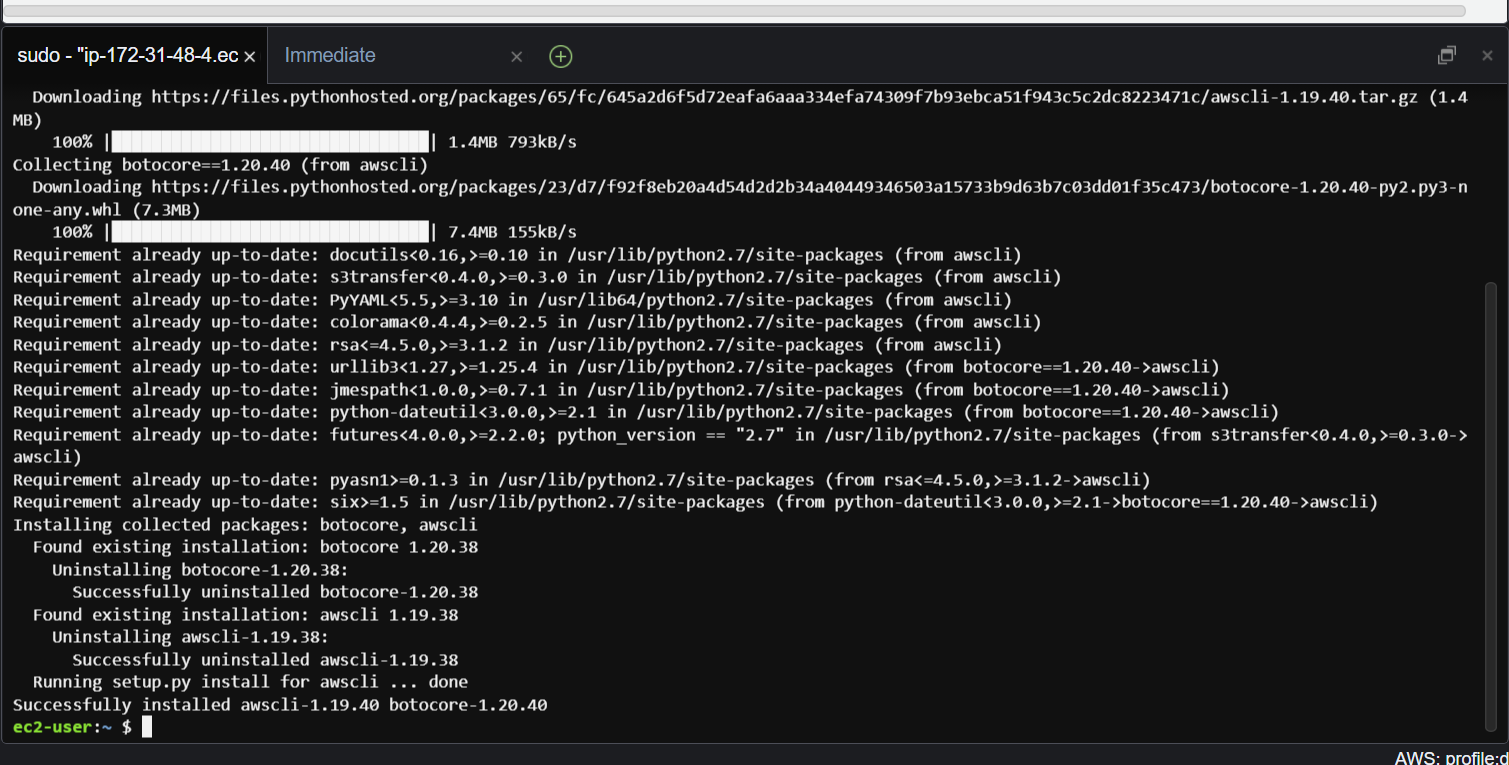 sudo - "ip-172-31-48-4.ec
Immediate
Downloading https://files.pythonhosted.org/packages/65/fc/645a2d6f5d72eafa6aaa334efa74309f7b93ebca51f943c5c2dc8223471c/awscli-1.19.40.tar.gz (1.4
MB)
100% |████████████████████████████████| 1.4MB 793kB/s
Collecting botocore==1.20.40 (from awscli)
Downloading https://files.pythonhosted.org/packages/23/d7/f92f8eb20a4d54d2d2b34a40449346503a15733b9d63b7c03dd01f35c473/botocore-1.20.40-py2.py3-n
one-any.whl (7.3MB)
100% |████████████████████████████████| 7.4MB 155kB/s
Requirement already up-to-date: docutils<0.16,>=0.10 in /usr/lib/python2.7/site-packages (from awscli)
Requirement already up-to-date: s3transfer<0.4.0,>=0.3.0 in /usr/lib/python2.7/site-packages (from awscli)
Requirement already up-to-date: PyYAML<5.5,>=3.10 in /usr/lib64/python2.7/site-packages (from awscli)
Requirement already up-to-date: colorama<0.4.4,>=0.2.5 in /usr/lib/python2.7/site-packages (from awscli)
Requirement already up-to-date: rsa<=4.5.0,>=3.1.2 in /usr/lib/python2.7/site-packages (from awscli)
Requirement already up-to-date: urllib3<1.27,>=1.25.4 in /usr/lib/python2.7/site-packages (from botocore==1.20.40->awscli)
Requirement already up-to-date: jmespath<1.0.0,>=0.7.1 in /usr/lib/python2.7/site-packages (from botocore==1.20.40->awscli)
Requirement already up-to-date: python-dateutil<3.0.0,>=2.1 in /usr/lib/python2.7/site-packages (from botocore==1.20.40->awscli)
Requirement already up-to-date: futures<4.0.0,>=2.2.0; python_version == "2.7" in /usr/lib/python2.7/site-packages (from s3transfer<0.4.0,>=0.3.0->
awscli)
Requirement already up-to-date: pyasn1>=0.1.3 in /usr/lib/python2.7/site-packages (from rsa<=4.5.0,>=3.1.2->awscli)
Requirement already up-to-date: six>=1.5 in /usr/lib/python2.7/site-packages (from python-dateutil<3.0.0,>=2.1->botocore==1.20.40->awscli)
Installing collected packages: botocore, awscli
Found existing installation: botocore 1.20.38
Uninstalling botocore-1.20.38:
Successfully uninstalled botocore-1.20.38
Found existing installation: awscli 1.19.38
Uninstalling awscli-1.19.38:
Successfully uninstalled awscli-1.19.38
Running setup.py install for awscli ... done
Successfully installed awscli-1.19.40 botocore-1.20.40
ec2-user:~ $
AWS: profile:d